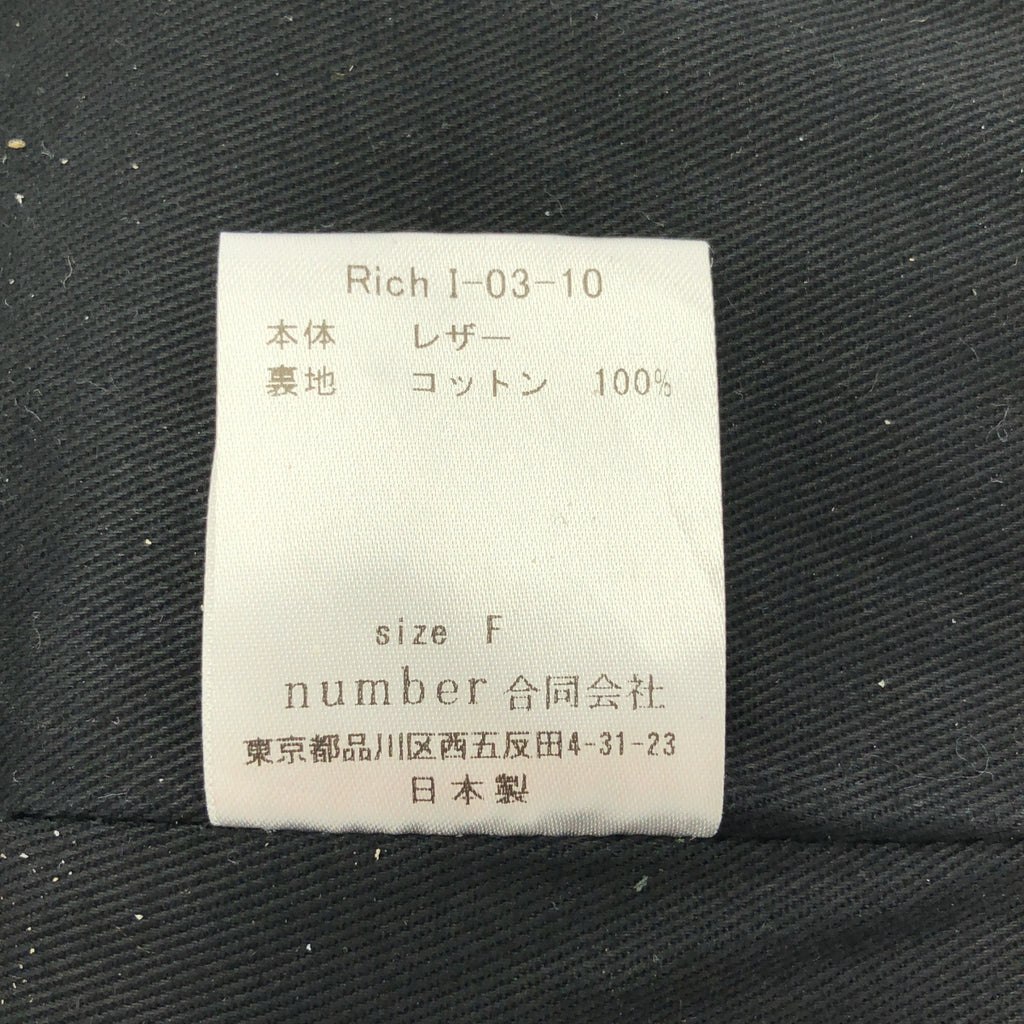 Rich I-03-10
本体 レザー
裏地 コットン 100%
size F
number 合同会社
東京都品川区西五反田4-31-23
日本製